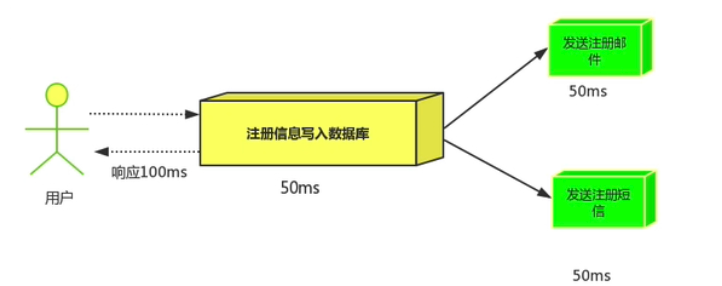 发送注册邮
件
50ms
注册信息写入数据库
响应100ms
用户
50ms
发送注册短
信
50ms